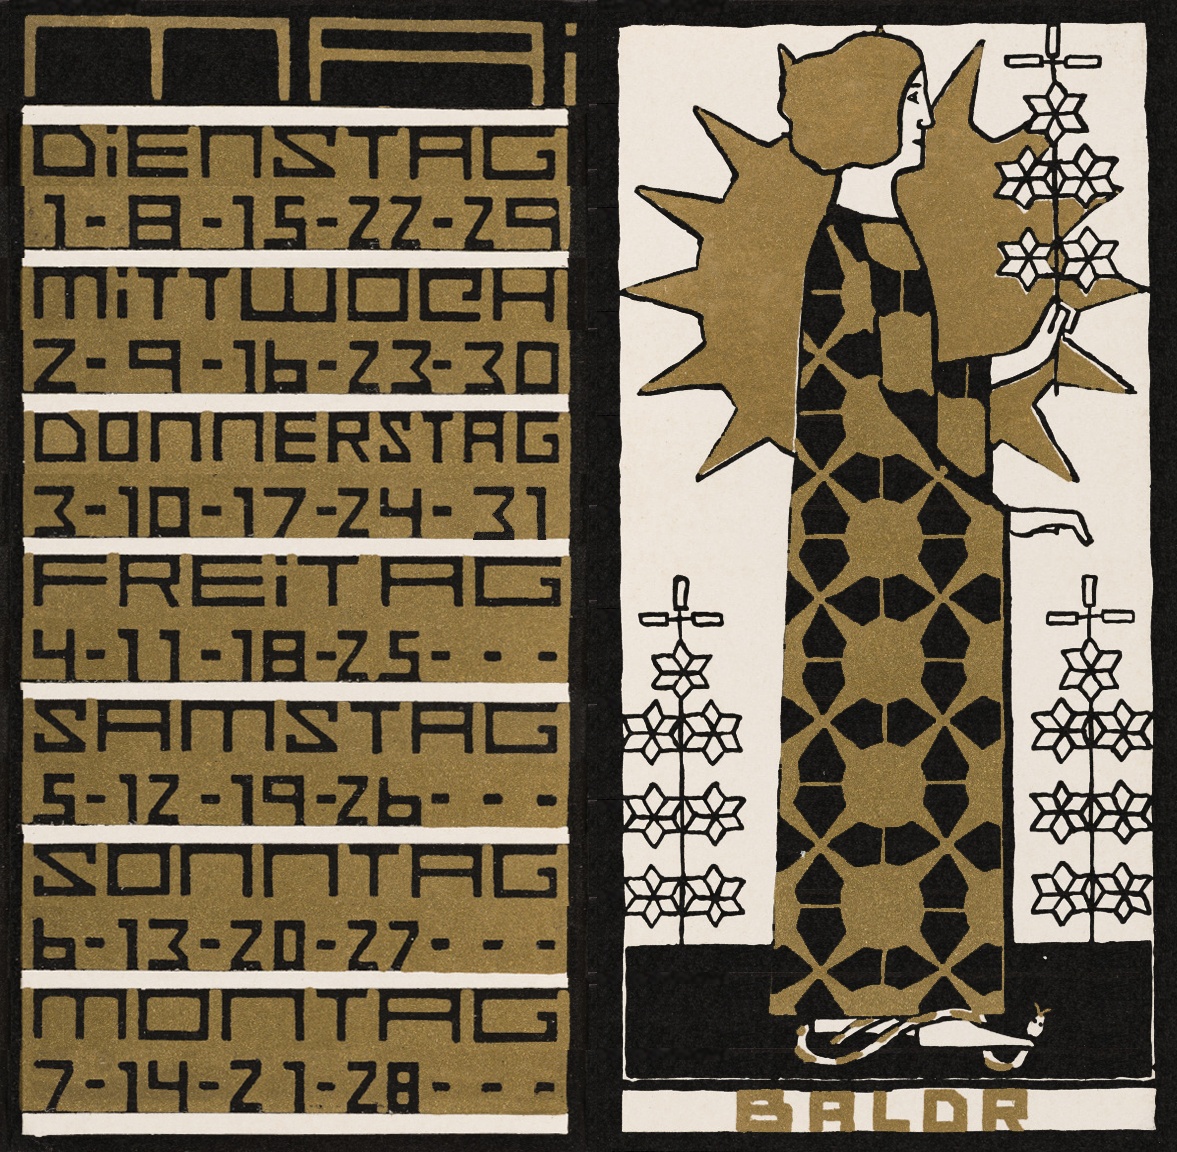 MAi
DiENSTAG
1-8-15-22-29
MiTTWOCH
2-9-16-23-30
DONNERSTAG
3-10-17-24-31
FREiTAG
4-11-18-25- - -
SAMSTAG
5-12-19-26- - -
SONNTAG
6-13-20-27- - -
MONTAG
7-14-21-28- - -
BALDR